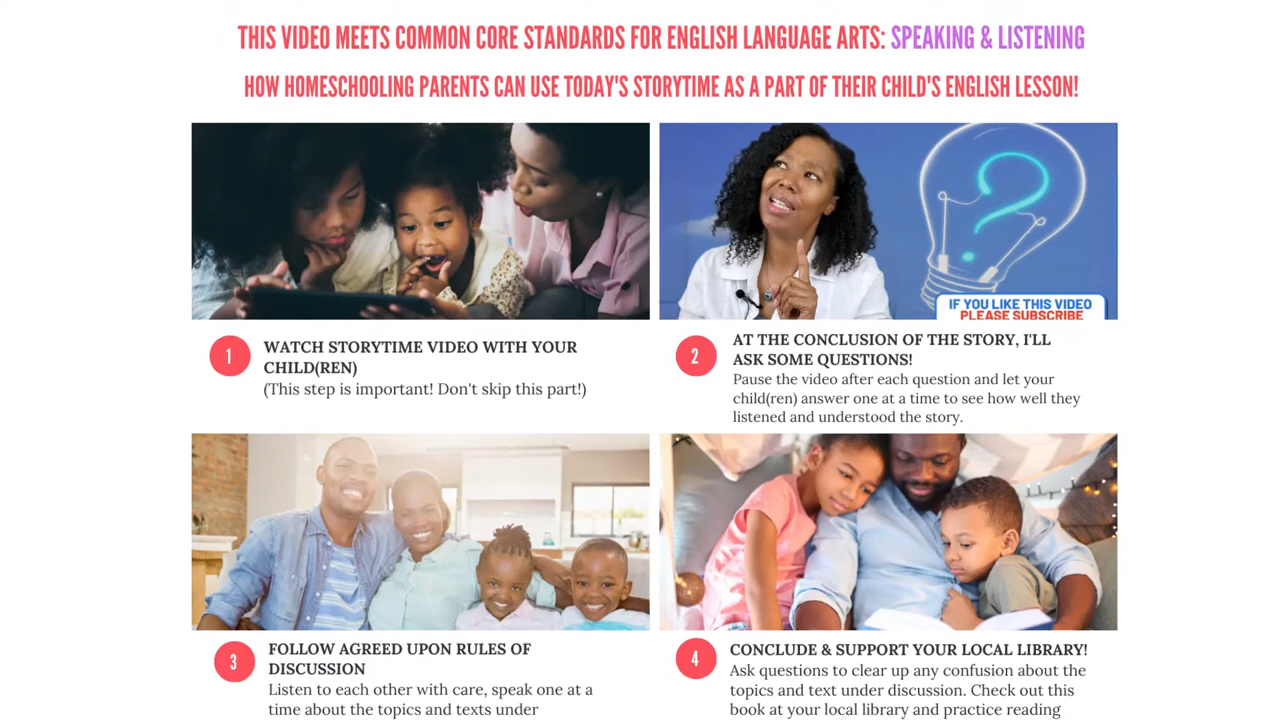 THIS VIDEO MEETS COMMON CORE STANDARDS FOR ENGLISH LANGUAGE ARTS: SPEAKING & LISTENING
HOW HOMESCHOOLING PARENTS CAN USE TODAY'S STORYTIME AS A PART OF THEIR CHILD'S ENGLISH LESSON!
?
IF YOU LIKE THIS VIDEO
PLEASE SUBSCRIBE
1
WATCH STORYTIME VIDEO WITH YOUR
CHILD(REN)
(This step is important! Don't skip this part!)
2
AT THE CONCLUSION OF THE STORY, I'LL
ASK SOME QUESTIONS!
Pause the video after each question and let your
child(ren) answer one at a time to see how well they
listened and understood the story.
3
FOLLOW AGREED UPON RULES OF
DISCUSSION
Listen to each other with care, speak one at a
time about the topics and texts under
4
CONCLUDE & SUPPORT YOUR LOCAL LIBRARY!
Ask questions to clear up any confusion about the
topics and text under discussion. Check out this
book at your local library and practice reading